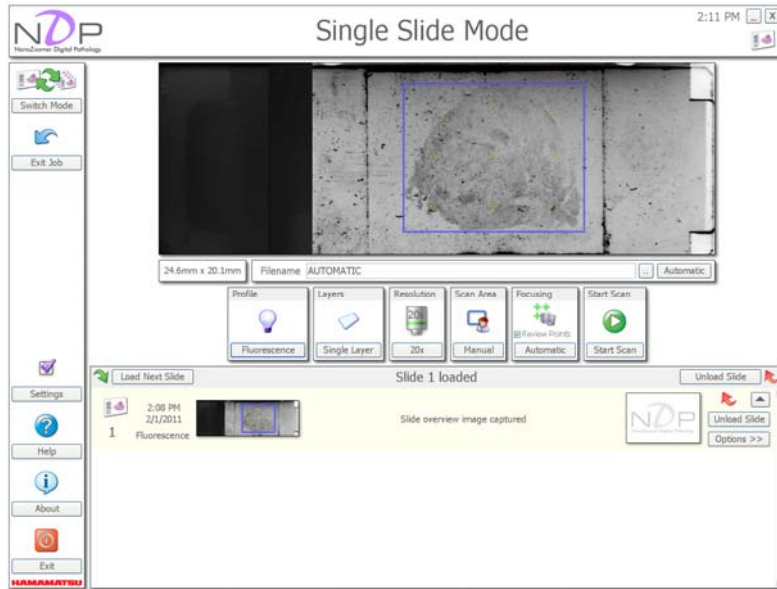 NDP
NanoZoomer Digital Pathology
Single Slide Mode
2:11 PM
Switch Mode
Exit Job
24.6mm x 20.1mm
Filename AUTOMATIC
..
Automatic
Profile
Fluorescence
Layers
Single Layer
Resolution
20x
20x
Scan Area
Manual
Focusing
Review Points
Automatic
Start Scan
Start Scan
Load Next Slide
Slide 1 loaded
Unload Slide
1
2:08 PM
2/1/2011
Fluorescence
Slide overview image captured
NDP
NanoZoomer Digital Pathology
Unload Slide
Options >>
Settings
Help
About
Exit
HAMAMATSU